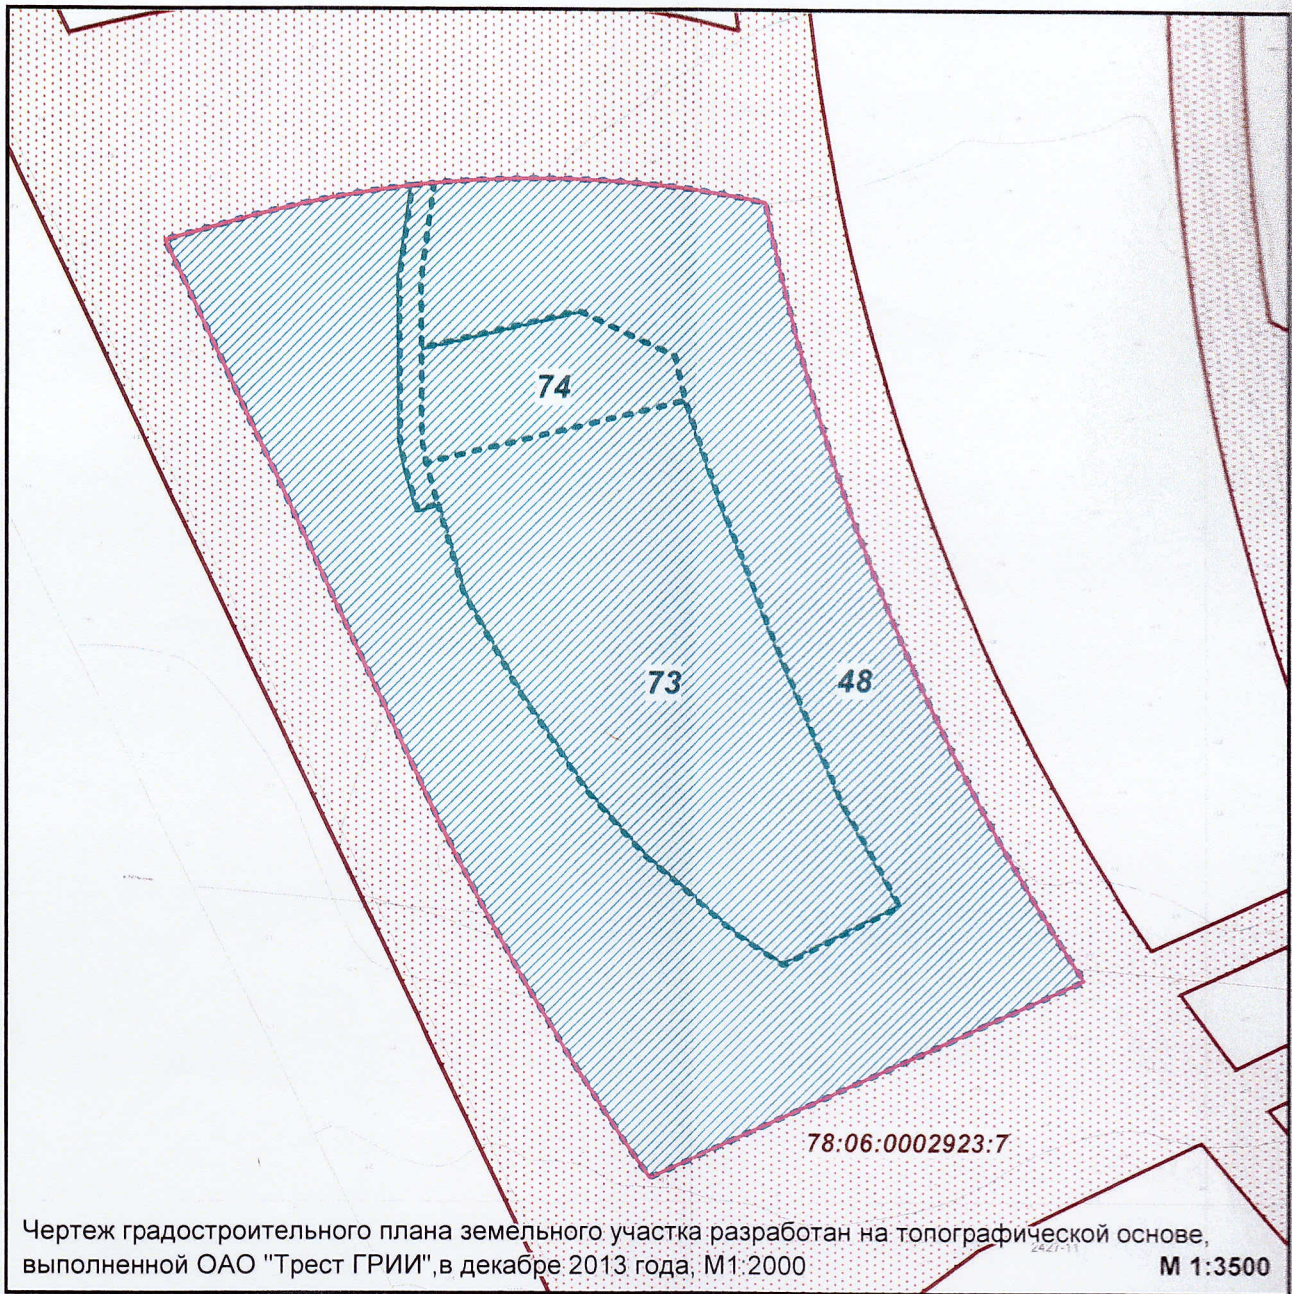 74
73
48
78:06:0002923:7
Чертеж градостроительного плана земельного участка разработан на топографической основе,
выполненной ОАО "Трест ГРИИ",в декабре 2013 года, М1:2000
М 1:3500